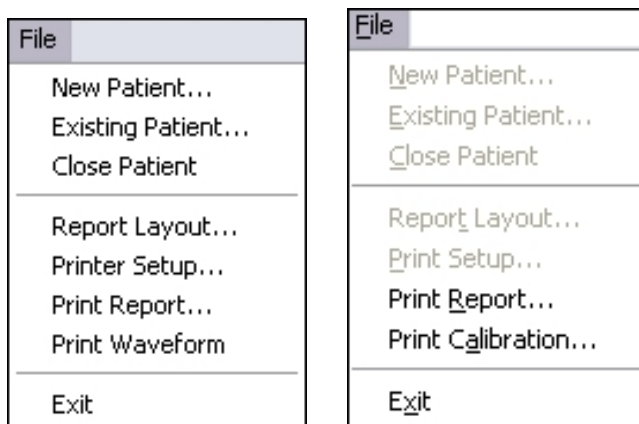 File
New Patient...
Existing Patient...
Close Patient
Report Layout...
Printer Setup...
Print Report...
Print Waveform
Exit
File
New Patient...
Existing Patient...
Close Patient
Report Layout...
Print Setup...
Print Report...
Print Calibration...
Exit